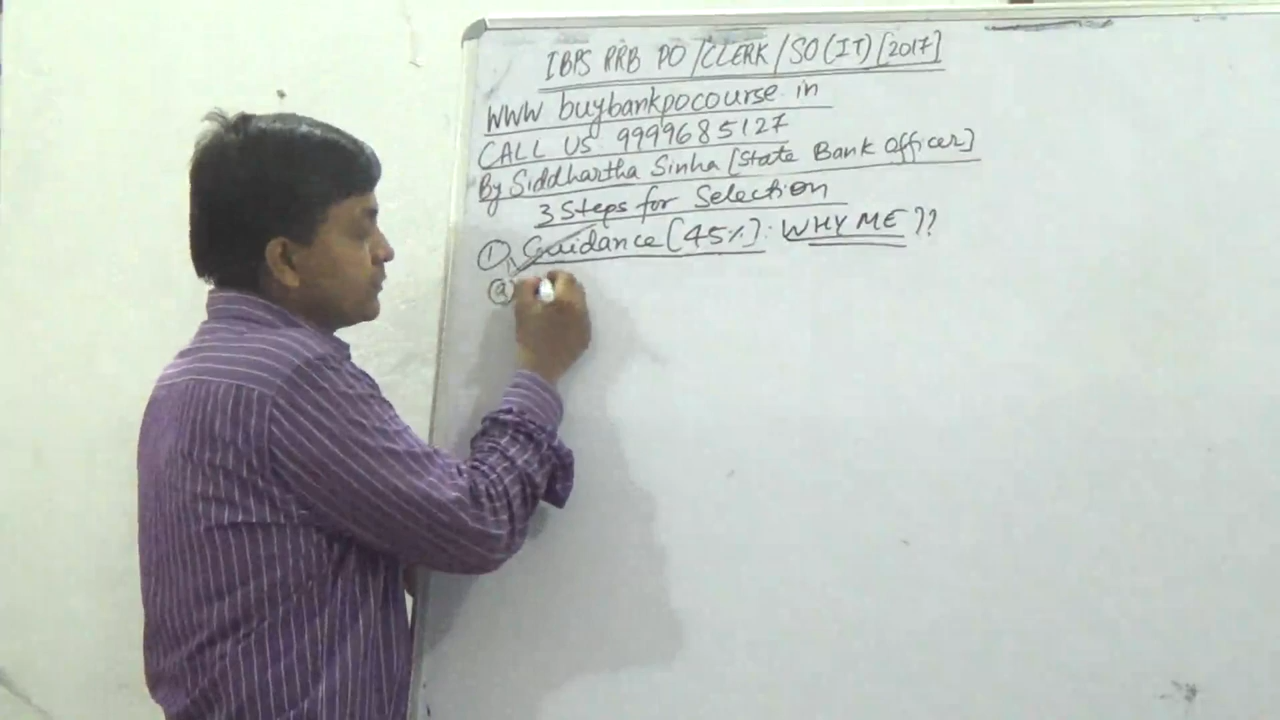 IBPS RRB PO/CLERK/SO(IT)[2017]
WWW buybankpocourse in
CALL US 9999685127
By Siddhartha Sinha [State Bank officer]
3 Steps for Selection
① Guidance [45%]: WHY ME ??
ⓐ